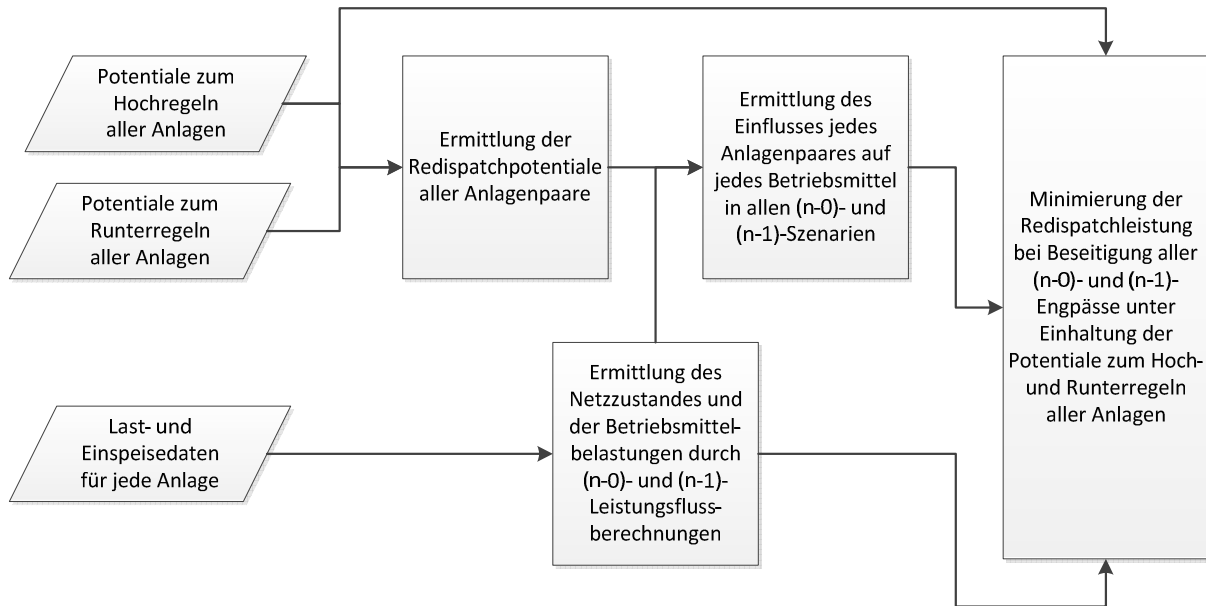 Potentiale zum
Hochregeln
aller Anlagen
Potentiale zum
Runterregeln
aller Anlagen
Last- und
Einspeisedaten
für jede Anlage
Ermittlung der
Redispatchpotentiale
aller Anlagenpaare
Ermittlung des
Netzzustandes und
der Betriebsmittel-
belastungen durch
(n-0)- und (n-1)-
Leistungsfluss-
berechnungen
Ermittlung des
Einflusses jedes
Anlagenpaares auf
jedes Betriebsmittel
in allen (n-0)- und
(n-1)-Szenarien
Minimierung der
Redispatchleistung
bei Beseitigung aller
(n-0)- und (n-1)-
Engpässe unter
Einhaltung der
Potentiale zum Hoch-
und Runterregeln
aller Anlagen